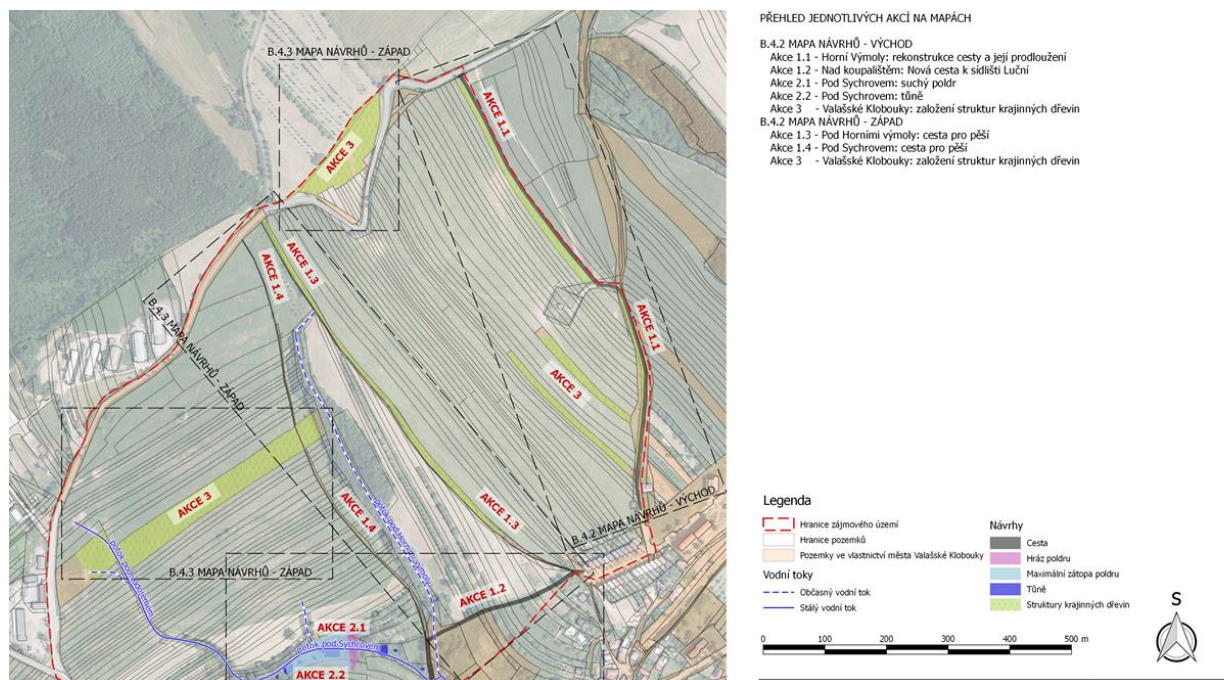 B.4.3 MAPA NÁVRHŮ - ZÁPAD
AKCE 1.1
AKCE 3
AKCE 1.3
AKCE 1.4
B.4.3 MAPA NÁVRHŮ - ZÁPAD
AKCE 1.1
AKCE 3
AKCE 3
AKCE 1.4
AKCE 1.3
B.4.2 MAPA NÁVRHŮ - VÝCHOD
potok pod Horními výmoly
potok pod vodojemem
B.4.3 MAPA NÁVRHŮ - ZÁPAD
AKCE 1.2
AKCE 2.1
potok pod Sychrovem
AKCE 2.2
PŘEHLED JEDNOTLIVÝCH AKCÍ NA MAPÁCH
B.4.2 MAPA NÁVRHŮ - VÝCHOD
Akce 1.1 - Horní Výmoly: rekonstrukce cesty a její prodloužení
Akce 1.2 - Nad koupalištěm: Nová cesta k sídlišti Luční
Akce 2.1 - Pod Sychrovem: suchý poldr
Akce 2.2 - Pod Sychrovem: tůně
Akce 3 - Valašské Klobouky: založení struktur krajinných dřevin
B.4.2 MAPA NÁVRHŮ - ZÁPAD
Akce 1.3 - Pod Horními výmoly: cesta pro pěší
Akce 1.4 - Pod Sychrovem: cesta pro pěší
Akce 3 - Valašské Klobouky: založení struktur krajinných dřevin
Legenda
Hranice zájmového území
Hranice pozemků
Pozemky ve vlastnictví města Valašské Klobouky
Vodní toky
Občasný vodní tok
Stálý vodní tok
Návrhy
Cesta
Hráz poldru
Maximální zátopa poldru
Tůně
Struktury krajinných dřevin
0 100 200 300 400 500 m
S